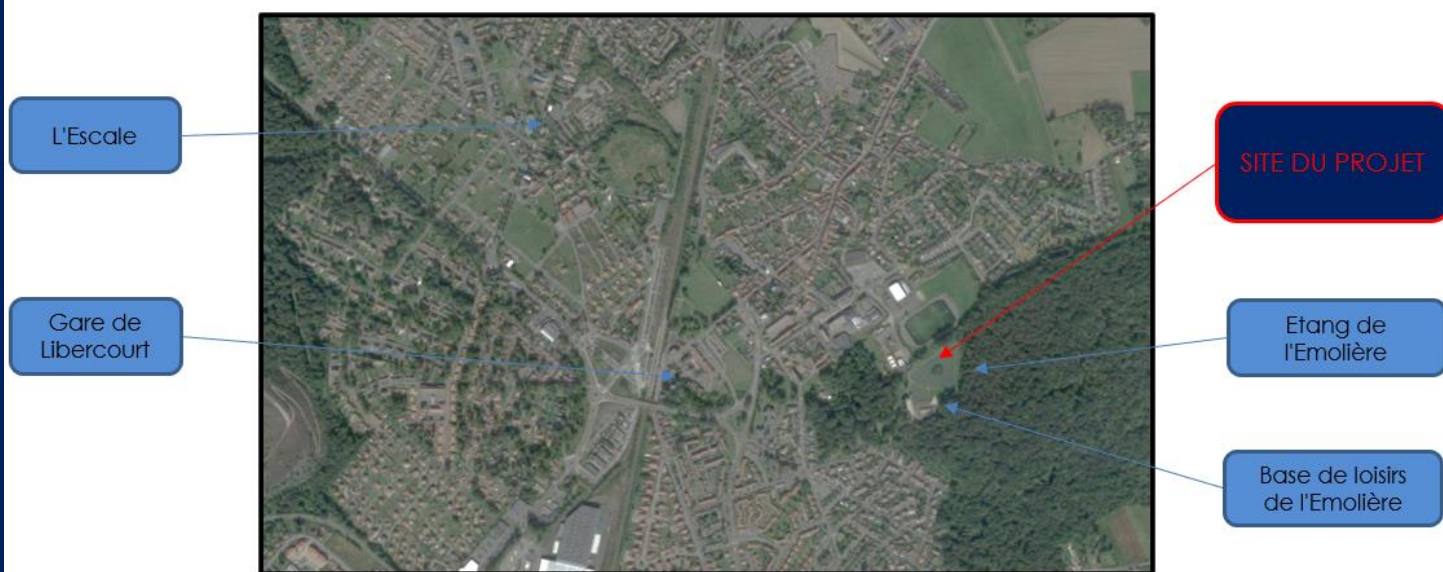 L'Escale
Gare de
Libercourt
SITE DU PROJET
Etang de
l'Emolière
Base de loisirs
de l'Emolière